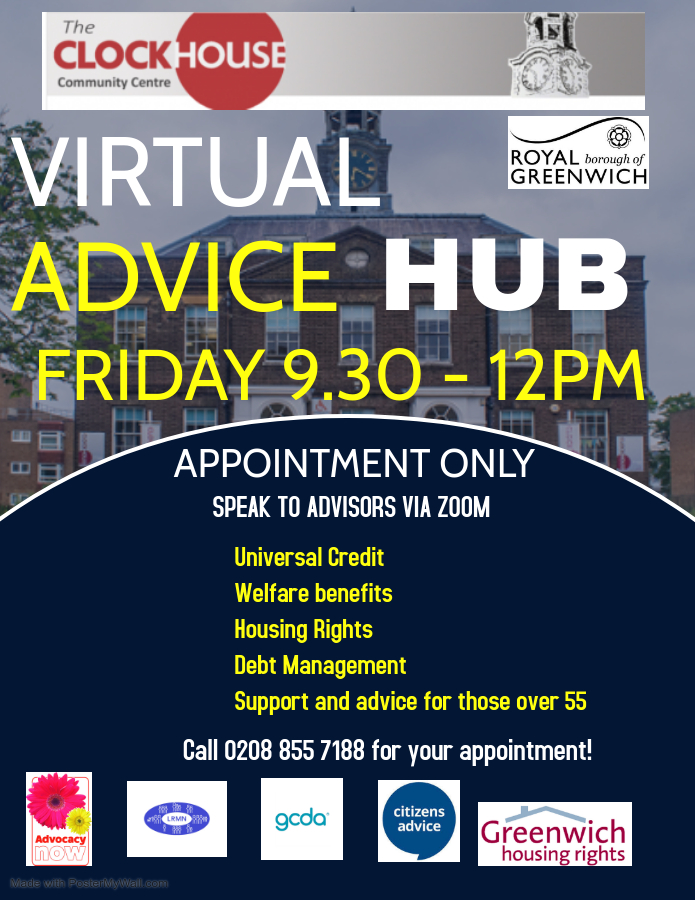 The
CLOCKHOUSE
Community Centre
ROYAL borough of
GREENWICH
VIRTUAL
ADVICE HUB
FRIDAY 9.30 - 12PM
APPOINTMENT ONLY
SPEAK TO ADVISORS VIA ZOOM
Universal Credit
Welfare benefits
Housing Rights
Debt Management
Support and advice for those over 55
Call 0208 855 7188 for your appointment!
Advocacy
now
LRMN
gcda
citizens
advice
Greenwich
housing rights
Made with PosterMyWall.com